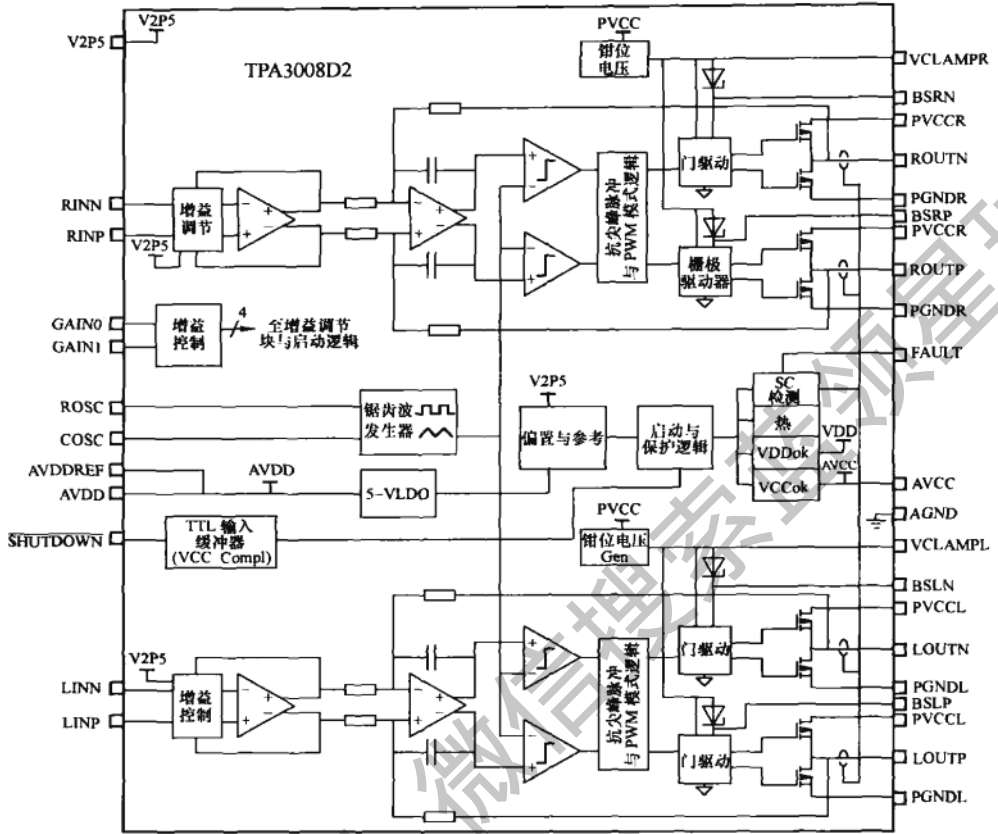 V2P5
V2P5
TPA3008D2
PVCC
钳位
电压
VCLAMPR
BSRN
PVCCR
ROUTN
PGNDR
BSRP
PVCCR
ROUTP
PGNDR
门驱动
栅极
驱动器
抗尖峰脉冲
与PWM模式逻辑
RINN
RINP
增益
调节
V2P5
GAIN0
GAIN1
增益
控制
4
至增益调节
块与启动逻辑
FAULT
SC
检测
热
VDDok
VCCok
VDD
AVCC
AVCC
AGND
ROSC
COSC
锯齿波
发生器
V2P5
偏置与参考
启动与
保护逻辑
AVDDREF
AVDD
AVDD
5-VLDO
SHUTDOWN
TTL 输入
缓冲器
(VCC Compl)
PVCC
钳位电压
Gen
VCLAMPL
BSLN
PVCCL
LOUTN
PGNDL
BSLP
PVCCL
LOUTP
PGNDL
门驱动
门驱动
抗尖峰脉冲
与PWM模式逻辑
V2P5
LINN
LINP
增益
控制
微信搜索蓝领星球